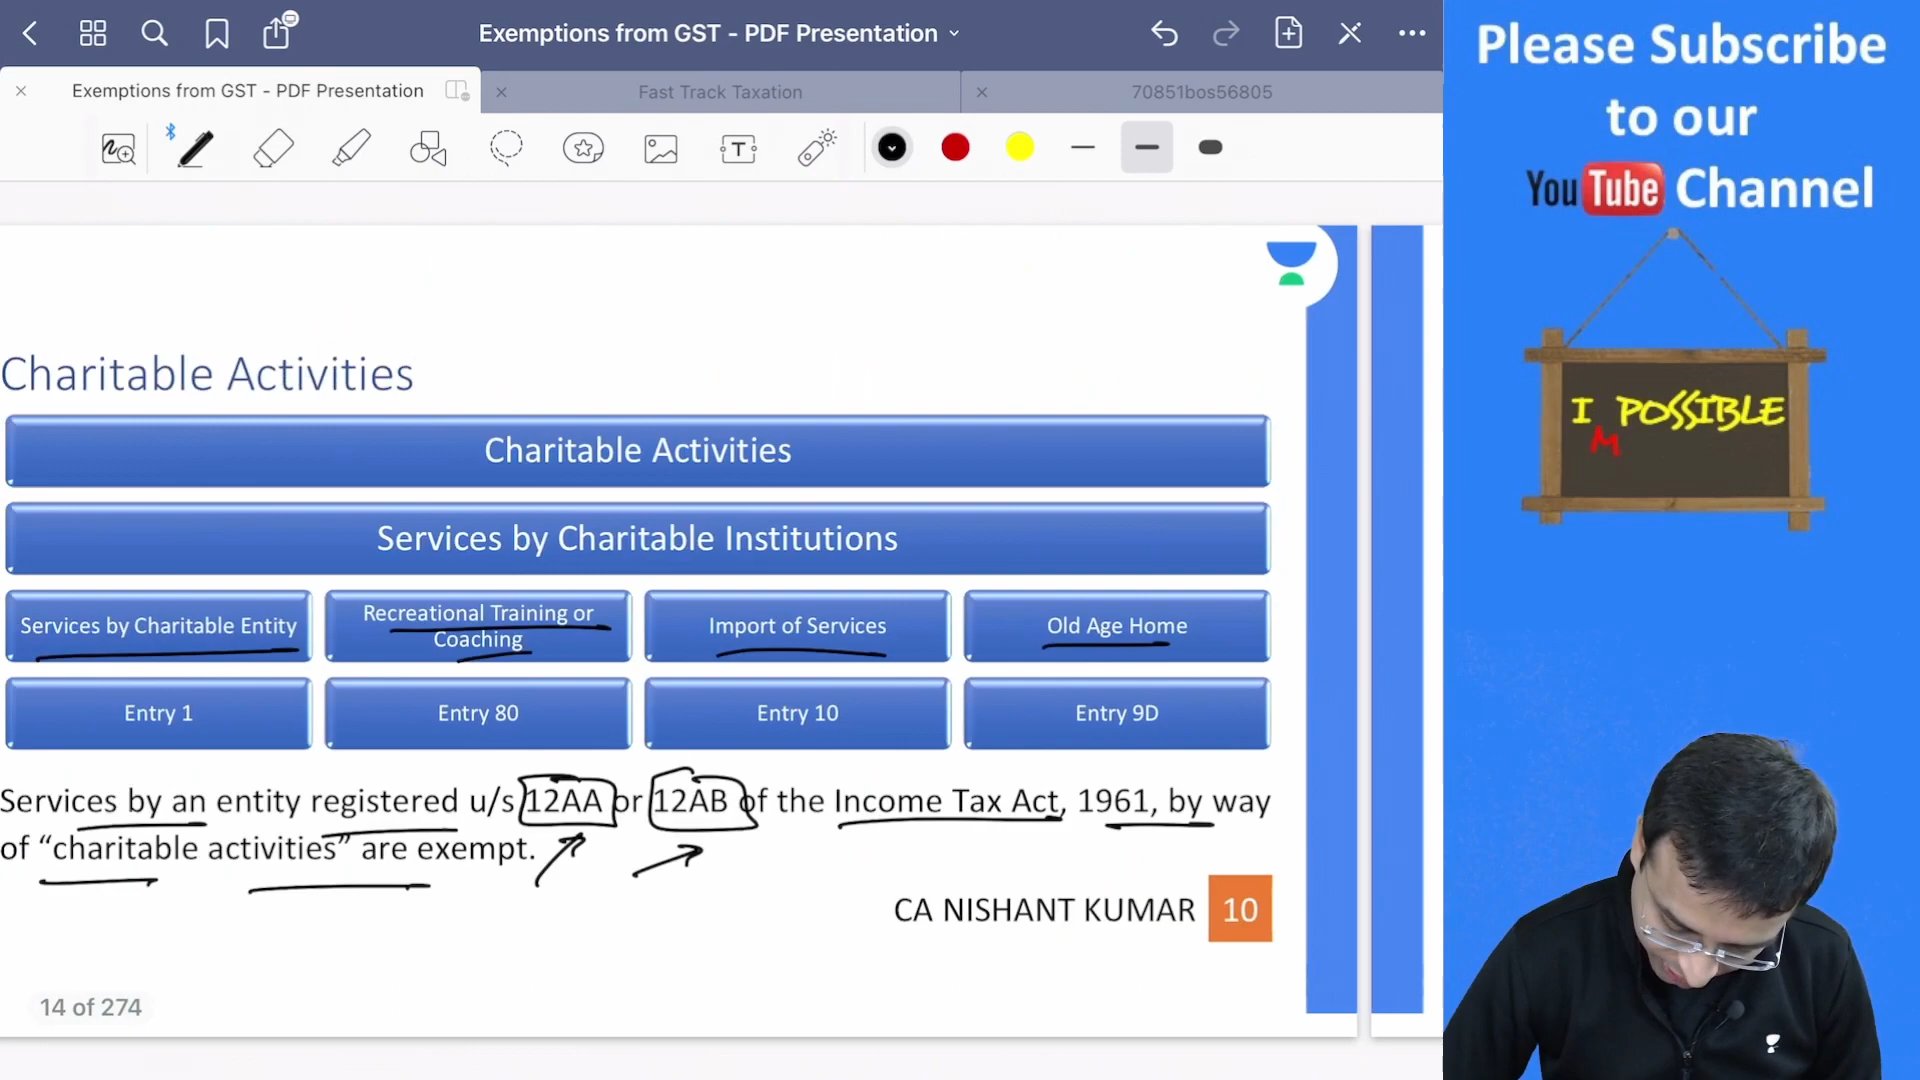 Exemptions from GST - PDF Presentation
Exemptions from GST - PDF Presentation
Fast Track Taxation
70851bos56805
T
Charitable Activities
Charitable Activities
Services by Charitable Institutions
Services by Charitable Entity
Recreational Training or
Coaching
Import of Services
Old Age Home
Entry 1
Entry 80
Entry 10
Entry 9D
Services by an entity registered u/s 12AA or 12AB of the Income Tax Act, 1961, by way
of “charitable activities” are exempt.
CA NISHANT KUMAR 10
14 of 274
Please Subscribe
to our
YouTube Channel
I POSSIBLE
M